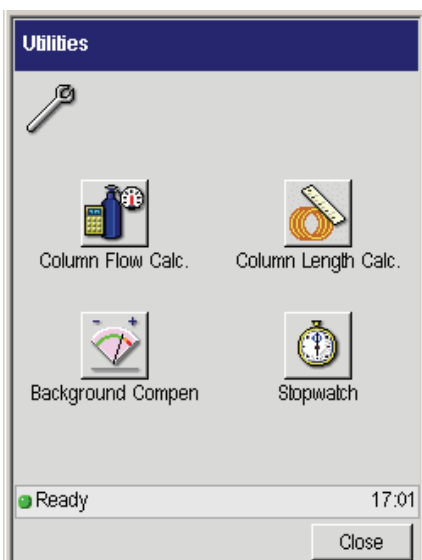 Utilities
Column Flow Calc.
Column Length Calc.
- +
Background Compen
Stopwatch
Ready
17:01
Close